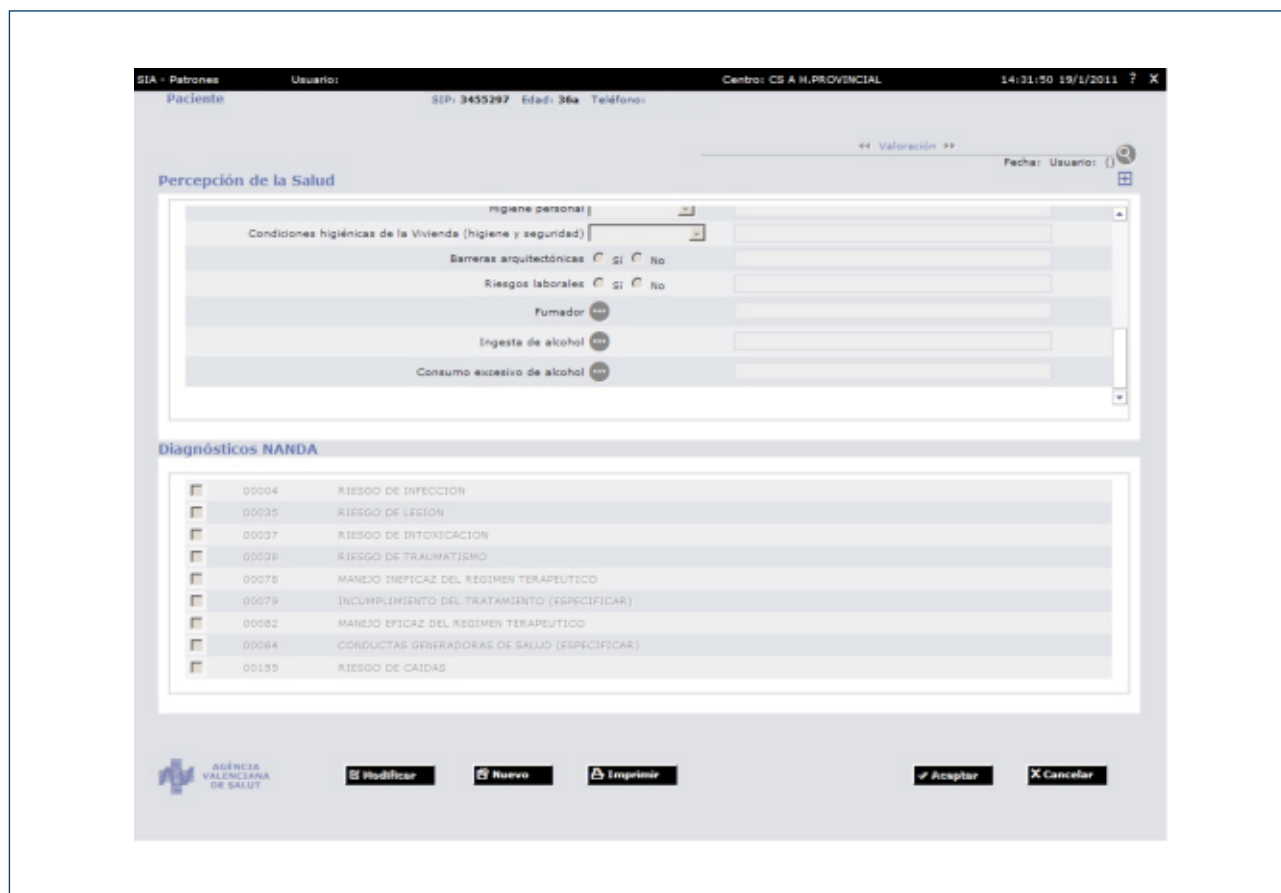 SIA - Patrones Usuario: Centro: CS A H.PROVINCIAL 14:31:50 19/1/2011 ? X
Paciente SIP: 3455297 Edad: 36a Teléfono:
<< Valoración >>
Fecha: Usuario: ()
Percepción de la Salud
Higiene personal
Condiciones higiénicas de la Vivienda (higiene y seguridad)
Barreras arquitectónicas Sí No
Riesgos laborales Sí No
Fumador
Ingesta de alcohol
Consumo excesivo de alcohol
Diagnósticos NANDA
00004 RIESGO DE INFECCION
00035 RIESGO DE LESION
00037 RIESGO DE INTOXICACION
00038 RIESGO DE TRAUMATISMO
00078 MANEJO INEFICAZ DEL REGIMEN TERAPEUTICO
00079 INCUMPLIMIENTO DEL TRATAMIENTO (ESPECIFICAR)
00082 MANEJO EFICAZ DEL REGIMEN TERAPEUTICO
00084 CONDUCTAS GENERADORAS DE SALUD (ESPECIFICAR)
00155 RIESGO DE CAIDAS
AGÈNCIA
VALENCIANA
DE SALUT
Modificar Nuevo Imprimir Aceptar X Cancelar